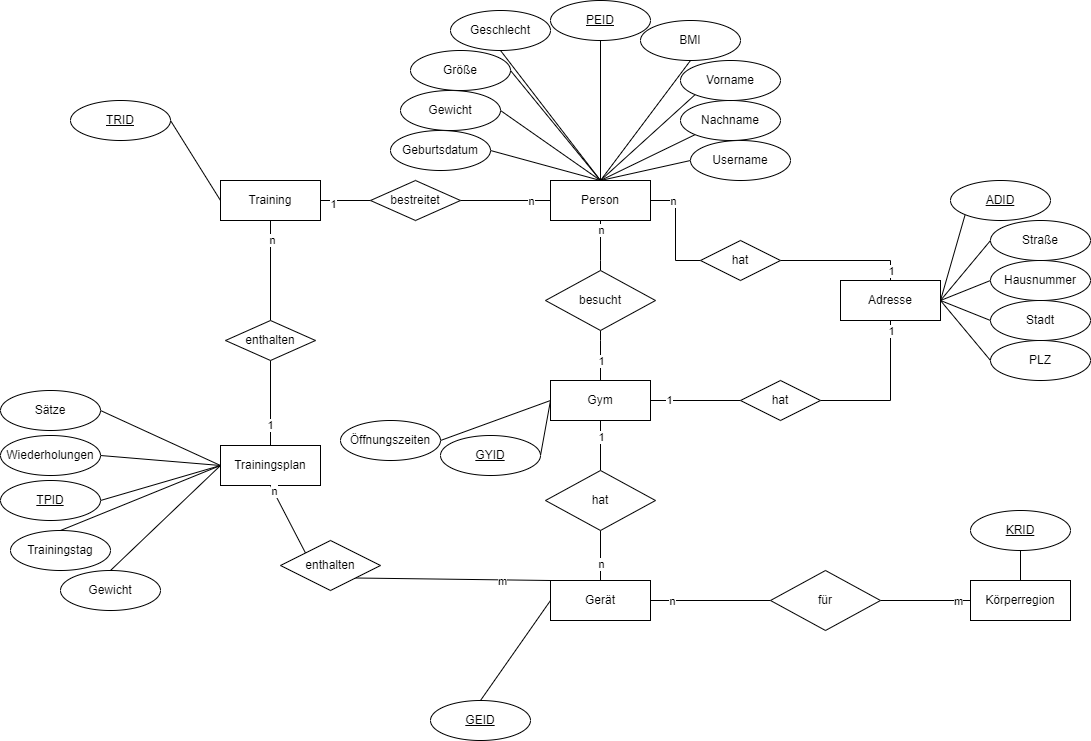 PEID
Geschlecht
BMI
Größe
Vorname
Gewicht
Nachname
TRID
Geburtsdatum
Username
Training
1
bestreitet
n
Person
n
ADID
n
n
Straße
hat
1
Hausnummer
besucht
Adresse
Stadt
1
enthalten
1
PLZ
Gym
1
hat
Sätze
1
1
Öffnungszeiten
GYID
Wiederholungen
Trainingsplan
n
TPID
hat
KRID
Trainingstag
enthalten
n
m
Gewicht
Gerät
n
für
m
Körperregion
GEID